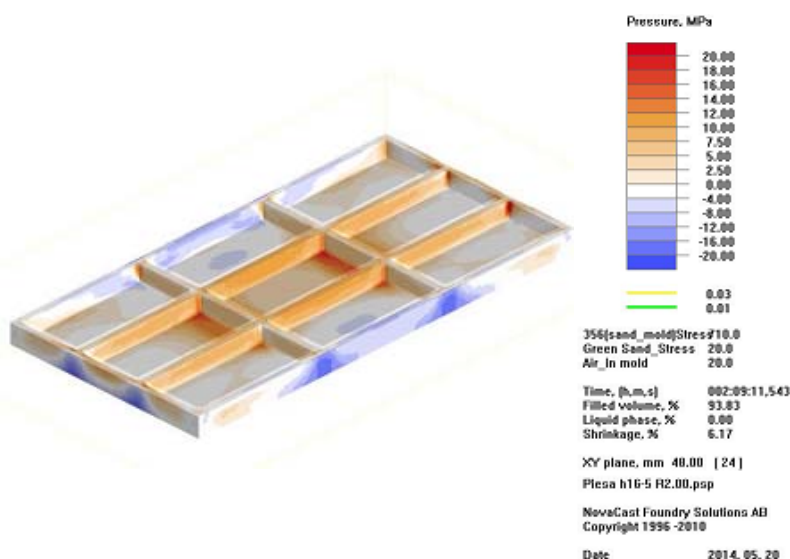 Pressure, MPa
20.00
18.00
16.00
14.00
12.00
10.00
7.50
5.00
2.50
0.00
-4.00
-8.00
-12.00
-16.00
-20.00
0.03
0.01
356(sand_mold)Stress 710.0
Green Sand_Stress 20.0
Air_In mold 20.0
Time, (h,m,s) 002:09:11,543
Filled volume, % 93.83
Liquid phase, % 0.00
Shrinkage, % 6.17
XY plane, mm 48.00 [ 24 ]
Plesa h16-5 R2.00.psp
NovaCast Foundry Solutions AB
Copyright 1996 -2010
Date 2014. 05. 20